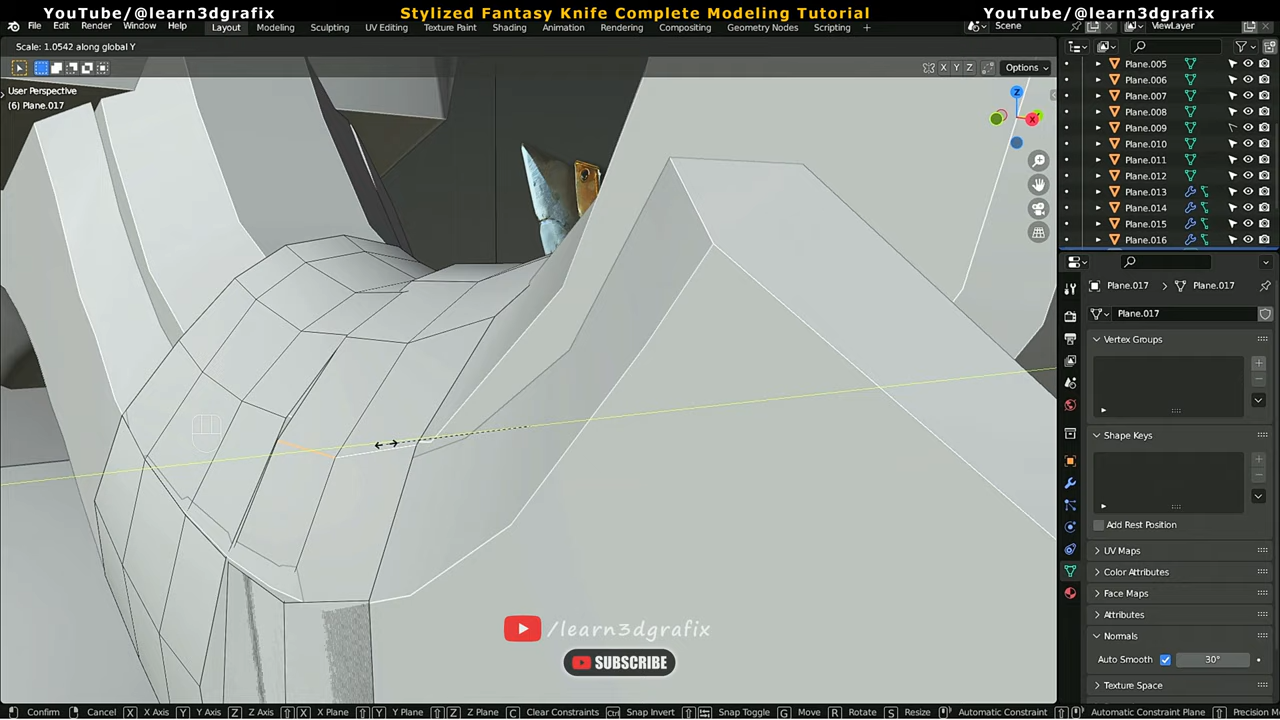 YouTube/@learn3dgrafix
Stylized Fantasy Knife Complete Modeling Tutorial
YouTube/@learn3dgrafix
File Edit Render Window Help
Layout Modeling Sculpting UV Editing Texture Paint Shading Animation Rendering Compositing Geometry Nodes Scripting +
Scene
ViewLayer
Scale: 1.0542 along global Y
X Y Z
Options
User Perspective
(6) Plane.017
Z
X
Plane.005
Plane.006
Plane.007
Plane.008
Plane.009
Plane.010
Plane.011
Plane.012
Plane.013
Plane.014
Plane.015
Plane.016
Plane.017 > Plane.017
Plane.017
Vertex Groups
Shape Keys
Add Rest Position
UV Maps
Color Attributes
Face Maps
Attributes
Normals
Auto Smooth 30°
Texture Space
/learn3dgrafix
SUBSCRIBE
Confirm Cancel X X Axis Y Y Axis Z Z Axis X X Plane Y Y Plane Z Z Plane C Clear Constraints Ctrl Snap Invert Snap Toggle G Move R Rotate S Resize Automatic Constraint Automatic Constraint Plane Precision M